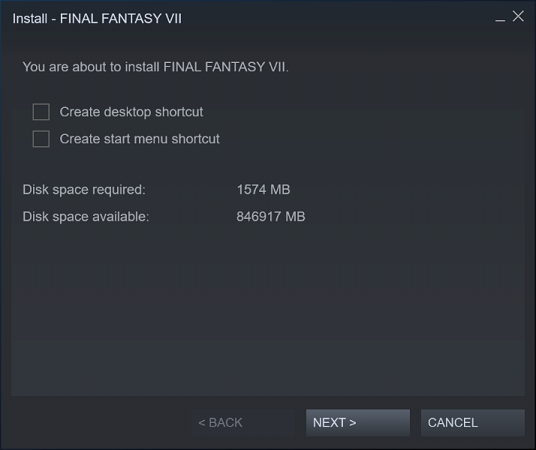 Install - FINAL FANTASY VII
You are about to install FINAL FANTASY VII.
Create desktop shortcut
Create start menu shortcut
Disk space required: 1574 MB
Disk space available: 846917 MB
< BACK NEXT > CANCEL